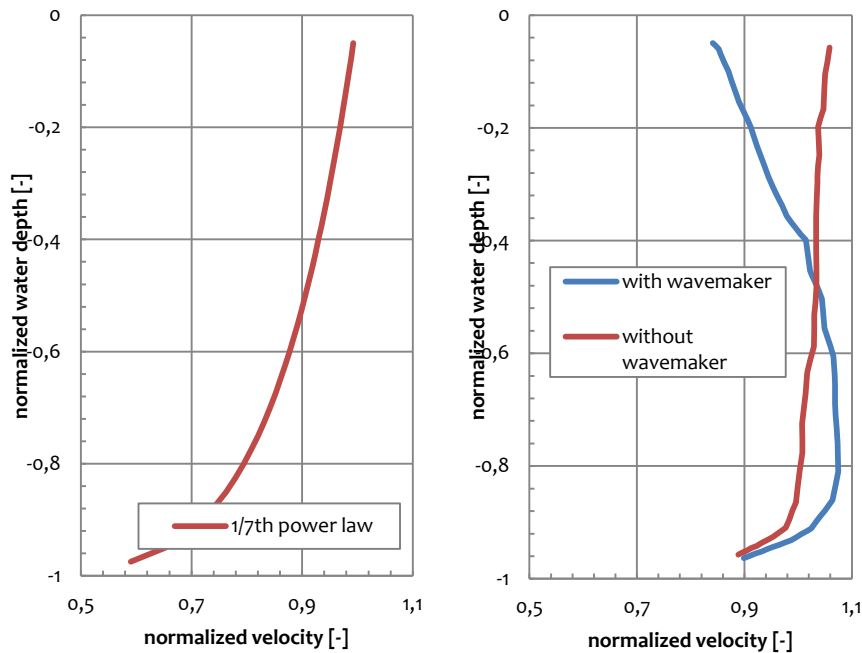 0
-0,2
-0,4
-0,6
-0,8
-1
0,5
0,7
0,9
1,1
normalized water depth [-]
normalized velocity [-]
1/7th power law
0
-0,2
-0,4
-0,6
-0,8
-1
0,5
0,7
0,9
1,1
normalized water depth [-]
normalized velocity [-]
with wavemaker
without
wavemaker